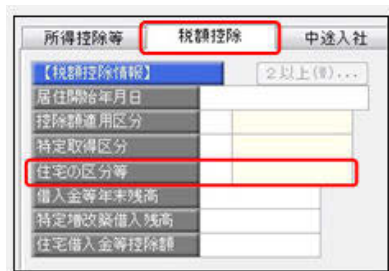 所得控除等 税額控除 中途入社
【税額控除情報】 2以上(W)...
居住開始年月日
控除額適用区分
特定取得区分
住宅の区分等
借入金等年末残高
特定増改築借入残高
住宅借入金等控除額